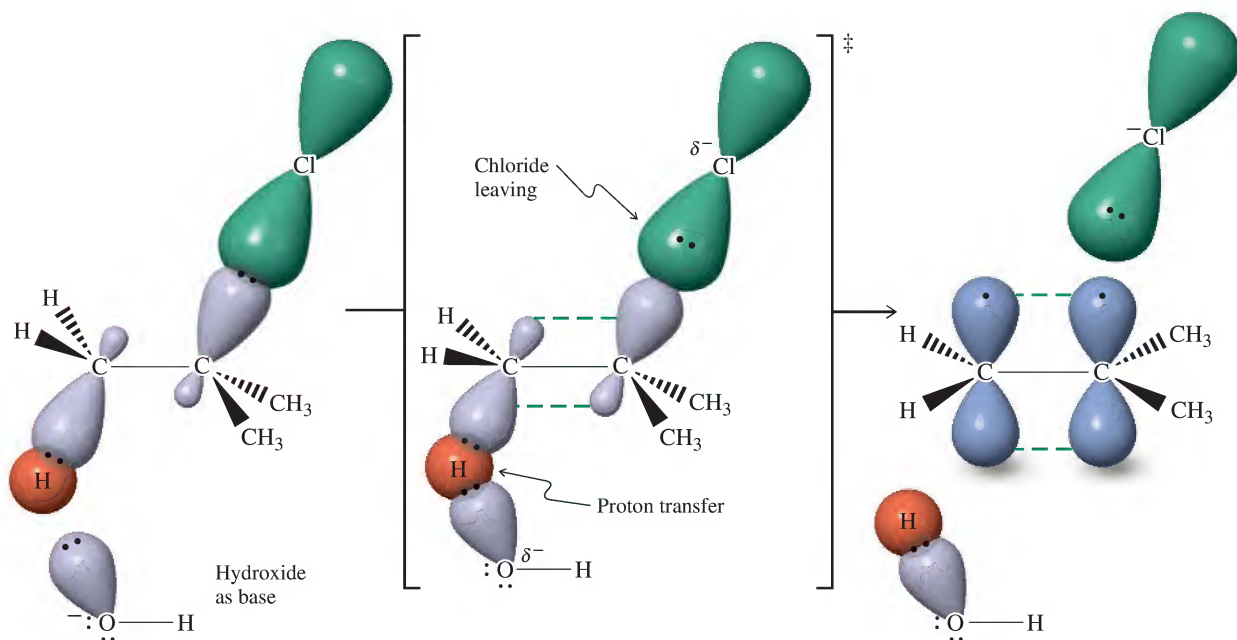 Cl
H
H
C
C
CH3
CH3
H
− : O — H
Hydroxide
as base
‡
δ−
Cl
Chloride
leaving
H
H
C
C
CH3
CH3
H
Proton transfer
δ−
: O — H
−Cl
H
H
C
C
CH3
CH3
H
: O — H